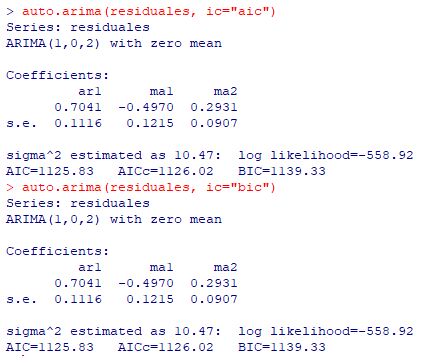 > auto.arima(residuales, ic="aic")
Series: residuales
ARIMA(1,0,2) with zero mean
Coefficients:
ar1 ma1 ma2
0.7041 -0.4970 0.2931
s.e. 0.1116 0.1215 0.0907
sigma^2 estimated as 10.47: log likelihood=-558.92
AIC=1125.83 AICc=1126.02 BIC=1139.33
> auto.arima(residuales, ic="bic")
Series: residuales
ARIMA(1,0,2) with zero mean
Coefficients:
ar1 ma1 ma2
0.7041 -0.4970 0.2931
s.e. 0.1116 0.1215 0.0907
sigma^2 estimated as 10.47: log likelihood=-558.92
AIC=1125.83 AICc=1126.02 BIC=1139.33